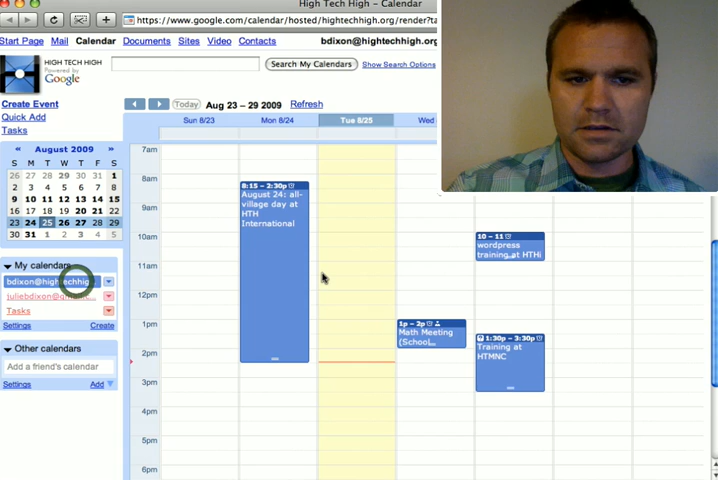 High Tech High - Calendar
https://www.google.com/calendar/hosted/hightechhigh.org/render?ta
Start Page Mail Calendar Documents Sites Video Contacts bdixon@hightechhigh.org
HIGH TECH HIGH
Powered by
Google
Search My Calendars Show Search Options
Create Event
Quick Add
Tasks
Today Aug 23 – 29 2009 Refresh
Sun 8/23 Mon 8/24 Tue 8/25 Wed
« August 2009 »
S M T W T F S
26 27 28 29 30 31 1
2 3 4 5 6 7 8
9 10 11 12 13 14 15
16 17 18 19 20 21 22
23 24 25 26 27 28 29
30 31 1 2 3 4 5
My calendars
bdixon@hightechhig...
juliebdixon@gm...
Tasks
Settings Create
Other calendars
Add a friend's calendar
Settings Add
7am
8am
9am
10am
11am
12pm
1pm
2pm
3pm
4pm
5pm
6pm
8:15 – 2:30p
August 24: all-
village day at
HTH
International
10 – 11
wordpress
training at HTHi
1p – 2p
Math Meeting
(School
1:30p – 3:30p
Training at
HTMNC